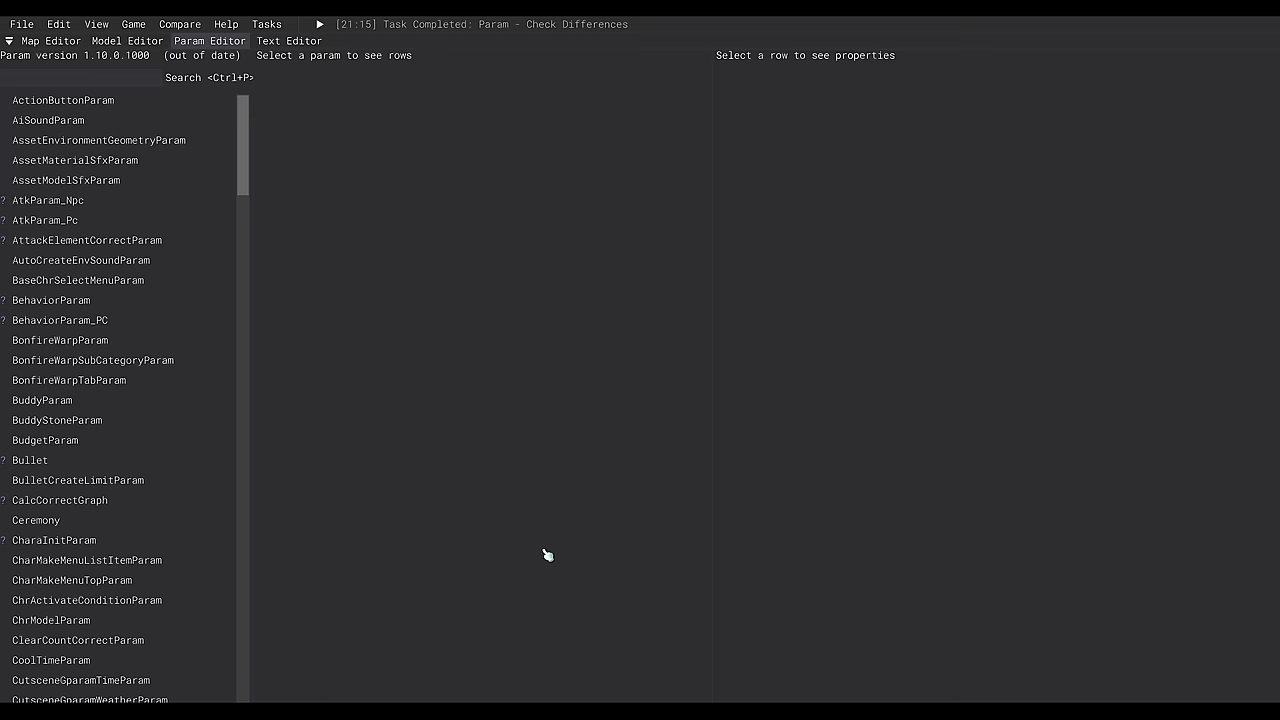 File Edit View Game Compare Help Tasks [21:15] Task Completed: Param - Check Differences
Map Editor Model Editor Param Editor Text Editor
Param version 1.10.0.1000 (out of date) Select a param to see rows Select a row to see properties
Search <Ctrl+P>
ActionButtonParam
AiSoundParam
AssetEnvironmentGeometryParam
AssetMaterialSfxParam
AssetModelSfxParam
? AtkParam_Npc
? AtkParam_Pc
? AttackElementCorrectParam
AutoCreateEnvSoundParam
BaseChrSelectMenuParam
? BehaviorParam
? BehaviorParam_PC
BonfireWarpParam
BonfireWarpSubCategoryParam
BonfireWarpTabParam
BuddyParam
BuddyStoneParam
BudgetParam
? Bullet
BulletCreateLimitParam
? CalcCorrectGraph
Ceremony
? CharaInitParam
CharMakeMenuListItemParam
CharMakeMenuTopParam
ChrActivateConditionParam
ChrModelParam
ClearCountCorrectParam
CoolTimeParam
CutsceneGparamTimeParam
CutsceneGparamWeatherParam